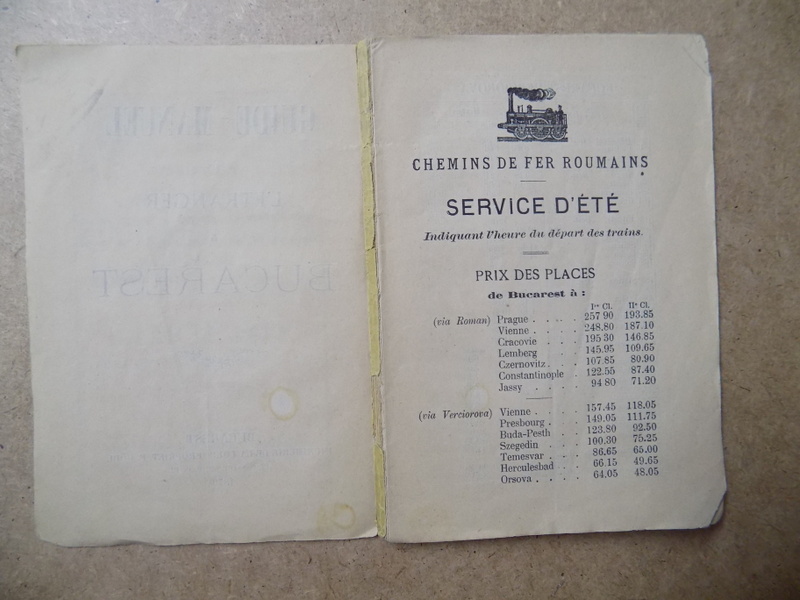 CHEMINS DE FER ROUMAINS
SERVICE D'ÉTÉ
Indiquant l'heure du départ des trains.
PRIX DES PLACES
de Bucarest à :
Ire Cl. IIe Cl.
(via Roman) Prague . . . . 257 90 193.85
Vienne . . . . 248.80 187.10
Cracovie . . . 195 30 146.85
Lemberg . . . 145.95 109.65
Czernovitz . . . 107.85 80.90
Constantinople . 122.55 87.40
Jassy . . . . 94 80 71.20
(via Verciorova) Vienne . . . . 157.45 118.05
Presbourg . . . 149.05 111.75
Buda-Pesth . . 123.80 92.50
Szegedin . . . 100.30 75.25
Temesvar . . . 86.65 65.00
Herculesbad . . 66.15 49.65
Orsova . . . . 64.05 48.05
BUCAREST